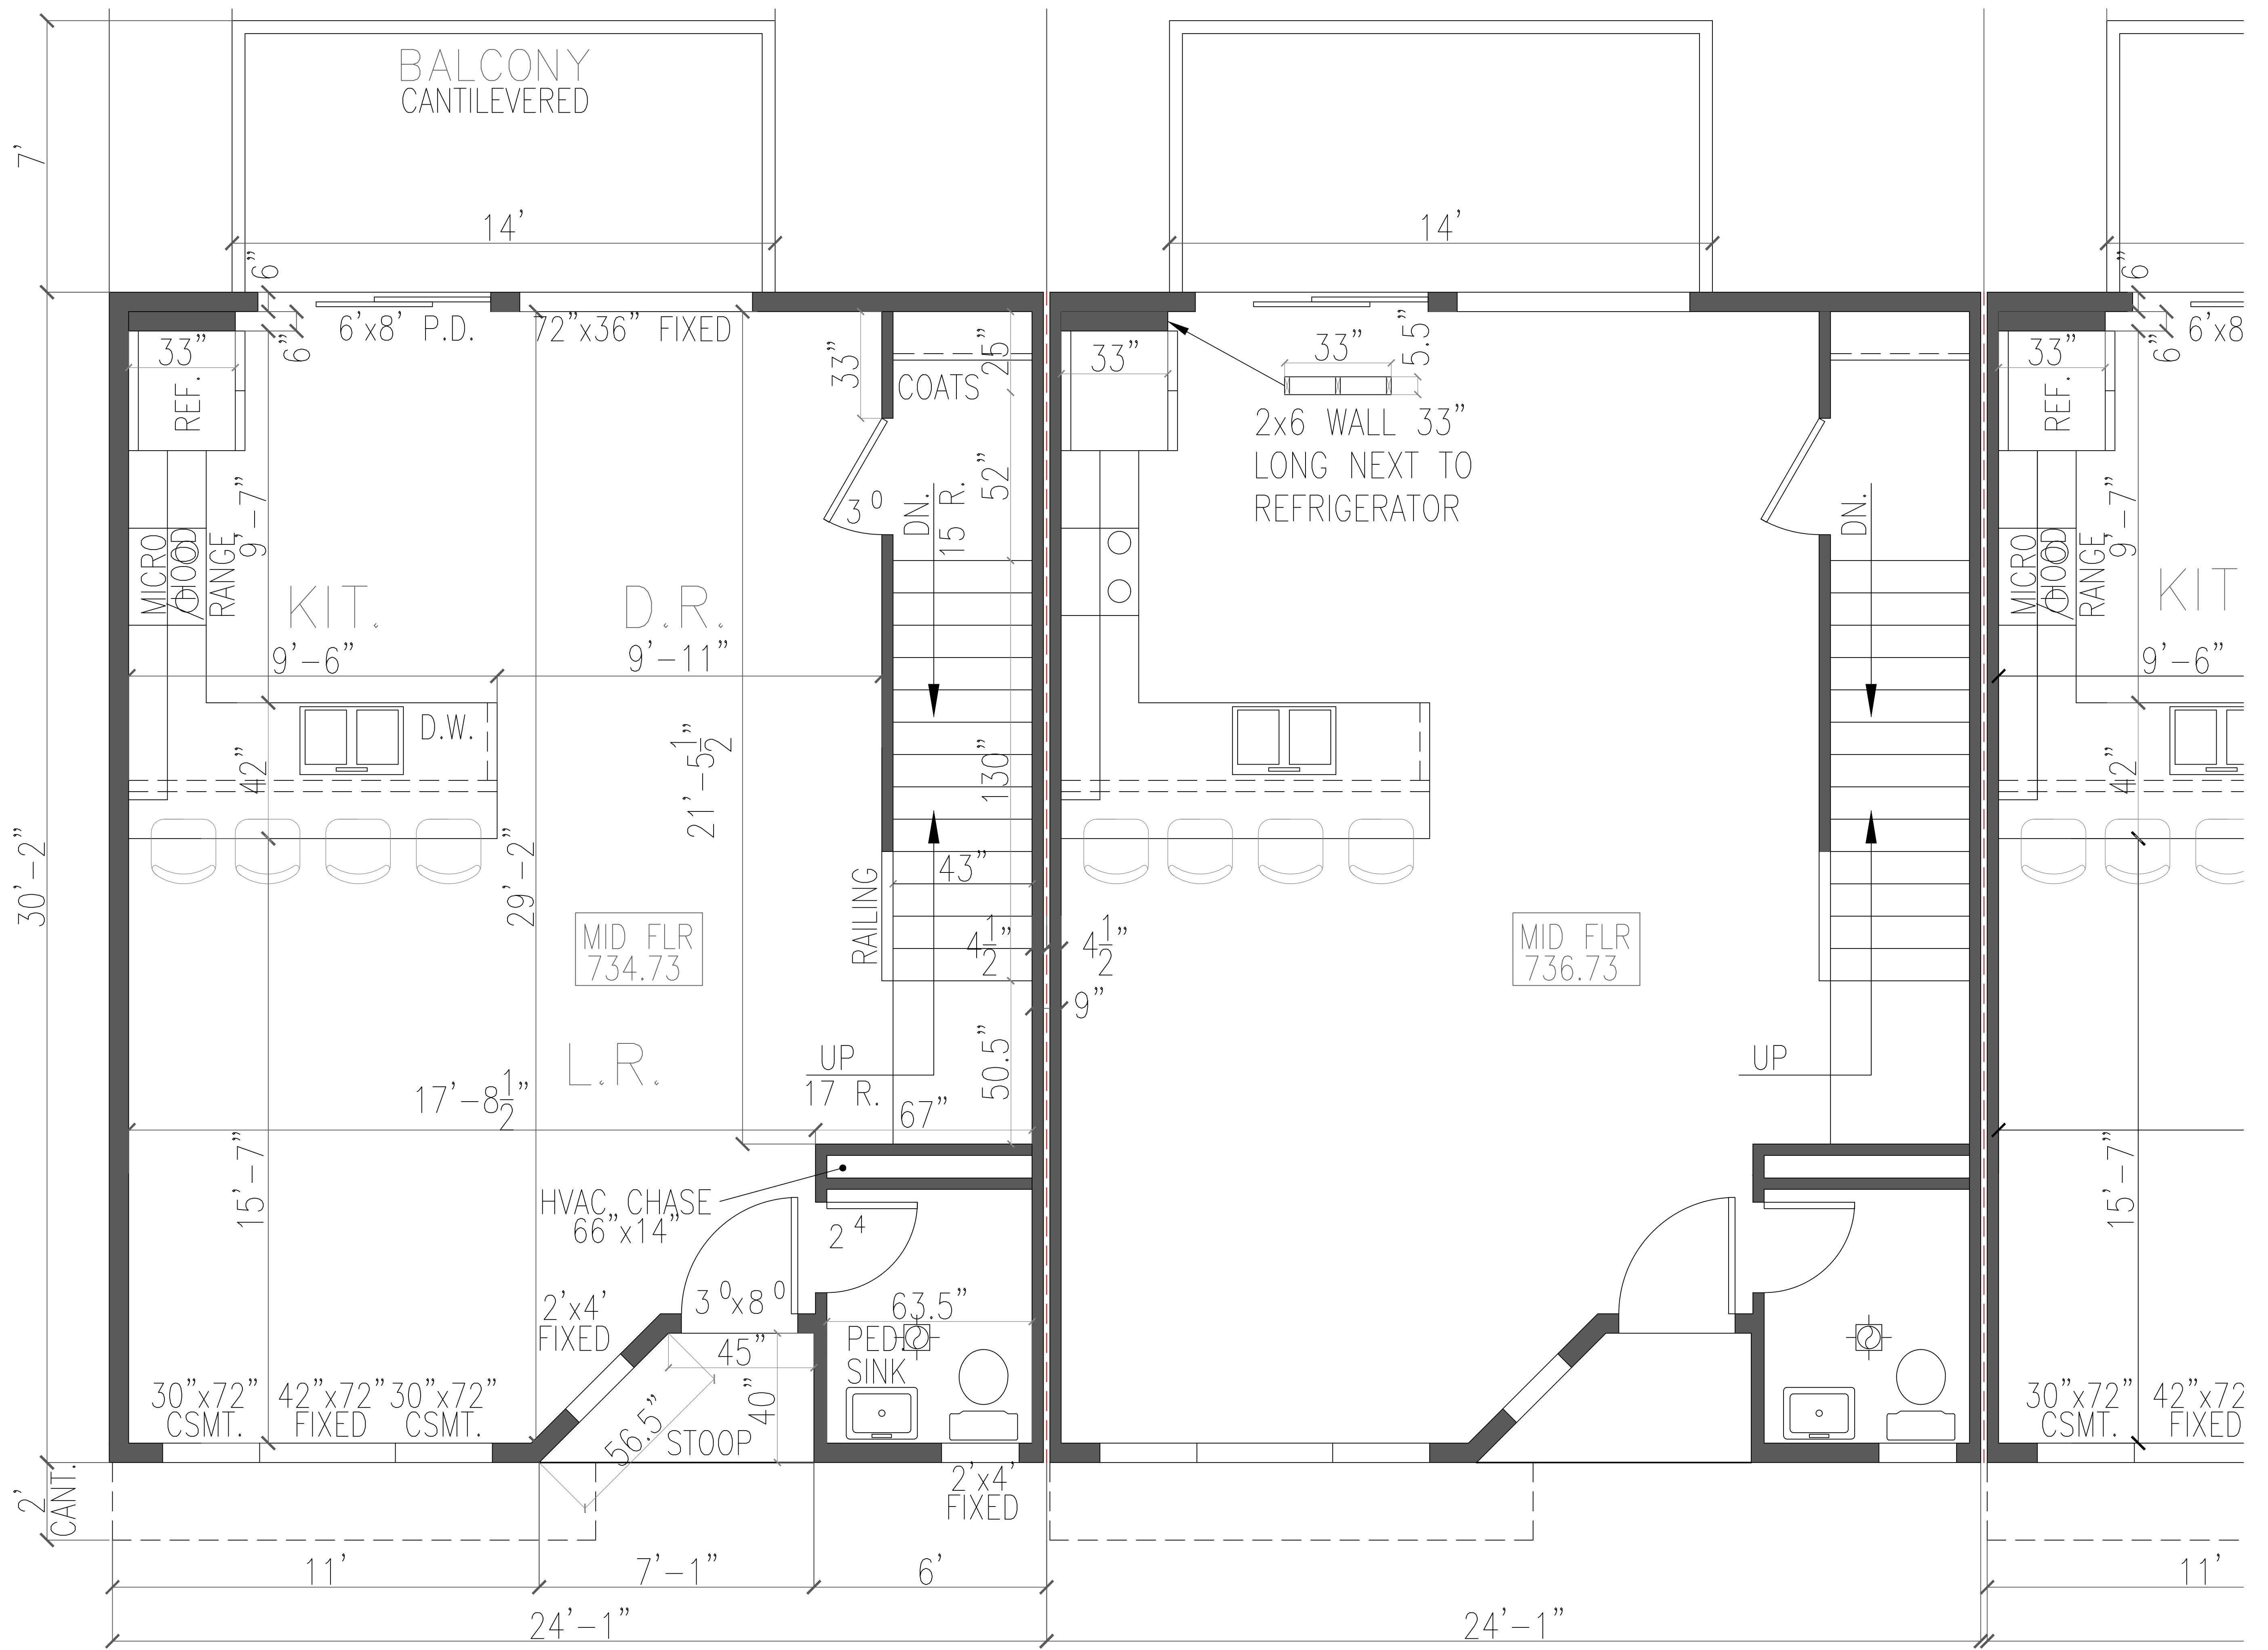 BALCONY
CANTILEVERED
7'
14'
14'
6"
6"
6'x8' P.D.
72"x36" FIXED
33"
REF.
33"
COATS
25"
33"
33"
5.5"
2x6 WALL 33"
LONG NEXT TO
REFRIGERATOR
6"
6"
6'x8
33"
REF.
9'-7"
3⁰
DN.
15 R.
52"
DN.
9'-7"
MICRO
/HOOD
RANGE
KIT.
D.R.
9'-6"
9'-11"
MICRO
/HOOD
RANGE
KIT
9'-6"
D.W.
42"
21'-5 1/2"
130"
42"
30'-2"
29'-2"
43"
RAILING
MID FLR
734.73
4 1/2"
4 1/2"
9"
MID FLR
736.73
L.R.
UP
17 R.
50.5"
UP
17'-8 1/2"
67"
15'-7"
15'-7"
HVAC CHASE
66"x14"
2⁴
2'x4'
FIXED
3⁰x8⁰
63.5"
PED.
SINK
45"
40"
56.5"
STOOP
30"x72"
CSMT.
42"x72"
FIXED
30"x72"
CSMT.
30"x72"
CSMT.
42"x72
FIXED
2'
CANT.
2'x4'
FIXED
11'
7'-1"
6'
11'
24'-1"
24'-1"